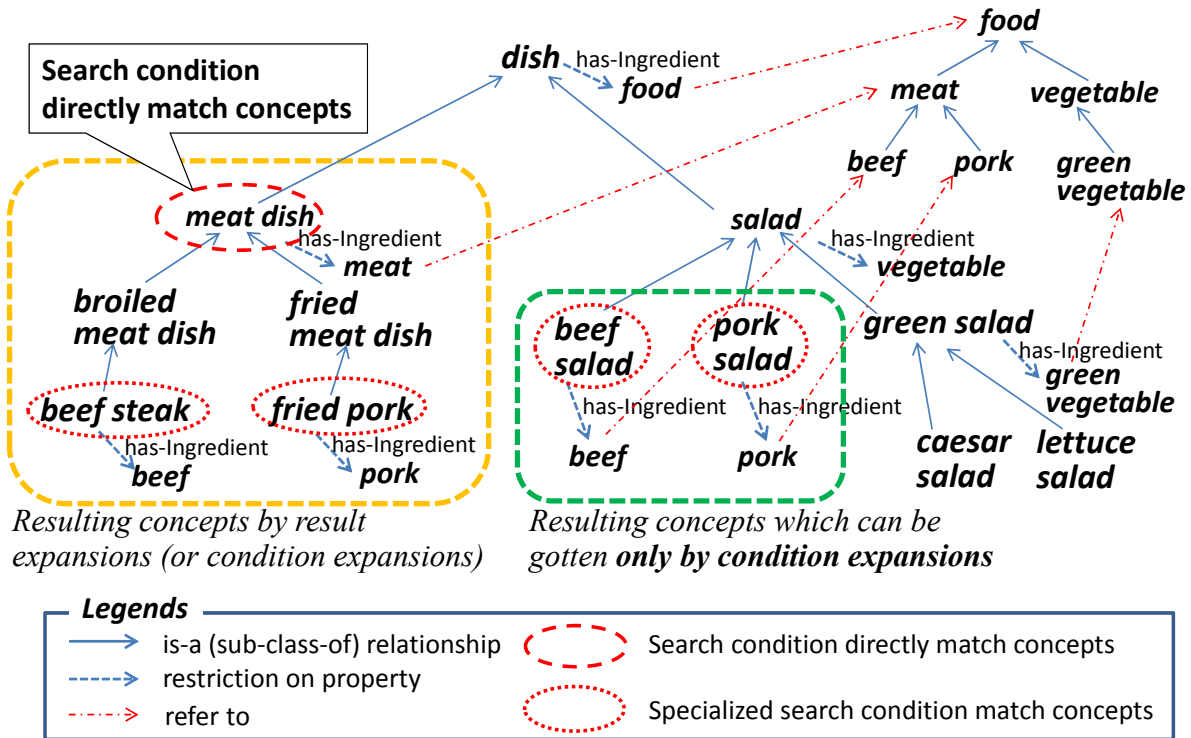 food
dish
has-Ingredient
food
Search condition
directly match concepts
meat
vegetable
beef
pork
green
vegetable
meat dish
has-Ingredient
meat
salad
has-Ingredient
vegetable
broiled
meat dish
fried
meat dish
beef
salad
pork
salad
green salad
has-Ingredient
green
vegetable
beef steak
has-Ingredient
beef
fried pork
has-Ingredient
pork
has-Ingredient
beef
has-Ingredient
pork
caesar
salad
lettuce
salad
Resulting concepts by result
expansions (or condition expansions)
Resulting concepts which can be
gotten only by condition expansions
Legends
is-a (sub-class-of) relationship
restriction on property
refer to
Search condition directly match concepts
Specialized search condition match concepts